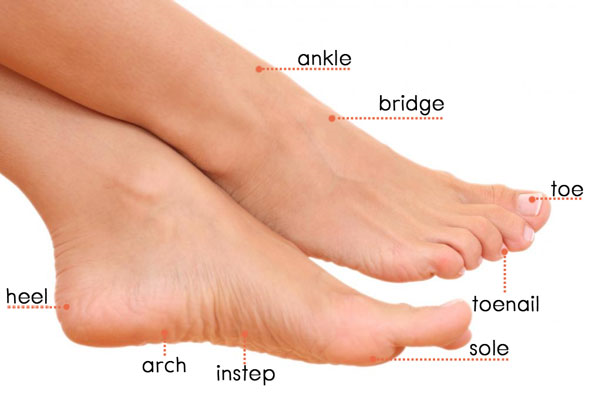 ankle
bridge
toe
heel
toenail
sole
arch
instep